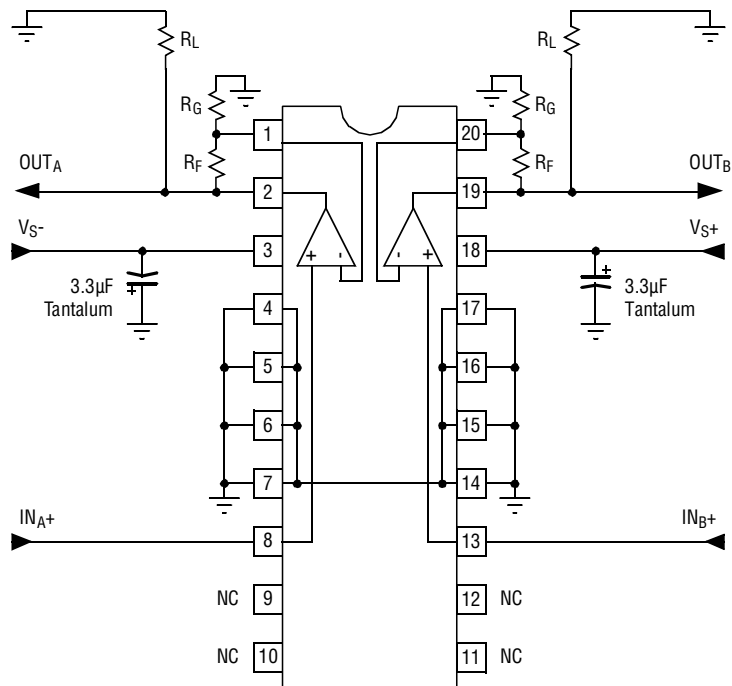 RL RL
RG RG
1 20
OUTA RF RF OUTB
2 19
VS- VS+
3 18
+ - - +
3.3µF
Tantalum
+
+
3.3µF
Tantalum
4 17
5 16
6 15
7 14
INA+ INB+
8 13
NC 9 12 NC
NC 10 11 NC